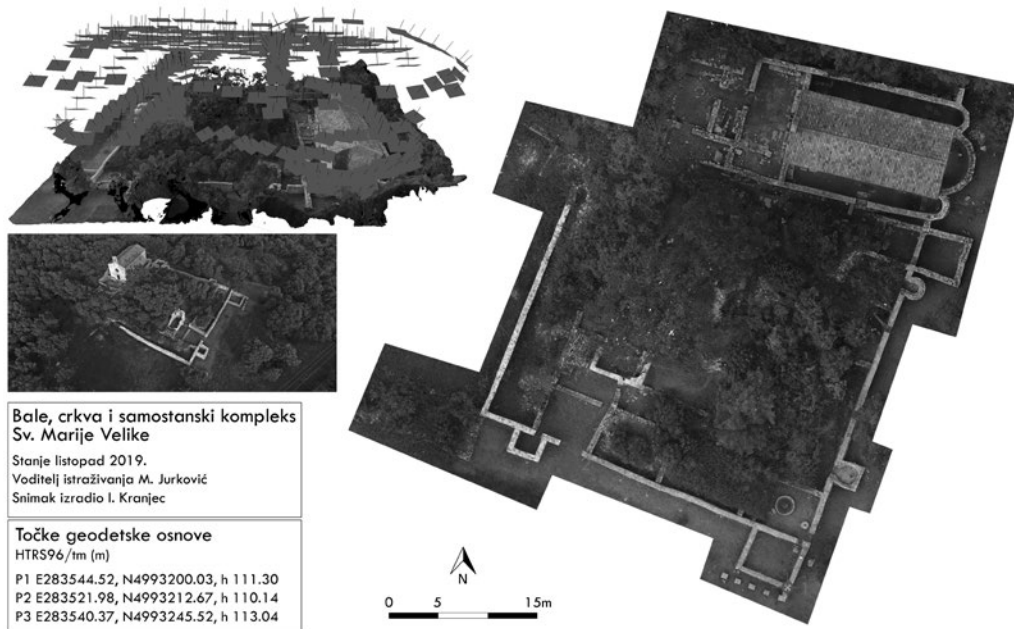 Bale, crkva i samostanski kompleks
Sv. Marije Velike
Stanje listopad 2019.
Voditelj istraživanja M. Jurković
Snimak izradio I. Kranjec
Točke geodetske osnove
HTRS96/tm (m)
P1 E283544.52, N4993200.03, h 111.30
P2 E283521.98, N4993212.67, h 110.14
P3 E283540.37, N4993245.52, h 113.04
N
0 5 15m